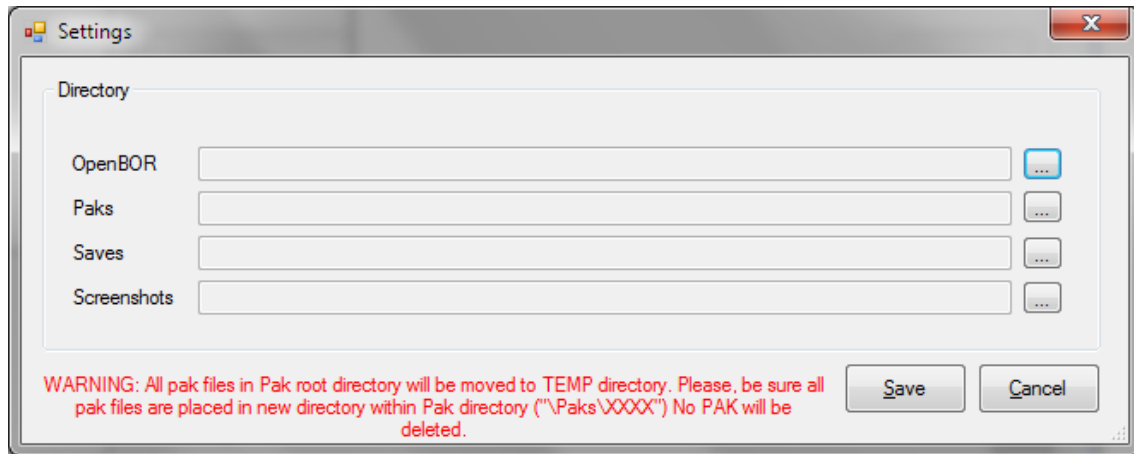 Settings
Directory
OpenBOR
...
Paks
...
Saves
...
Screenshots
...
WARNING: All pak files in Pak root directory will be moved to TEMP directory. Please, be sure all
pak files are placed in new directory within Pak directory ("\Paks\XXXX") No PAK will be
deleted.
Save
Cancel